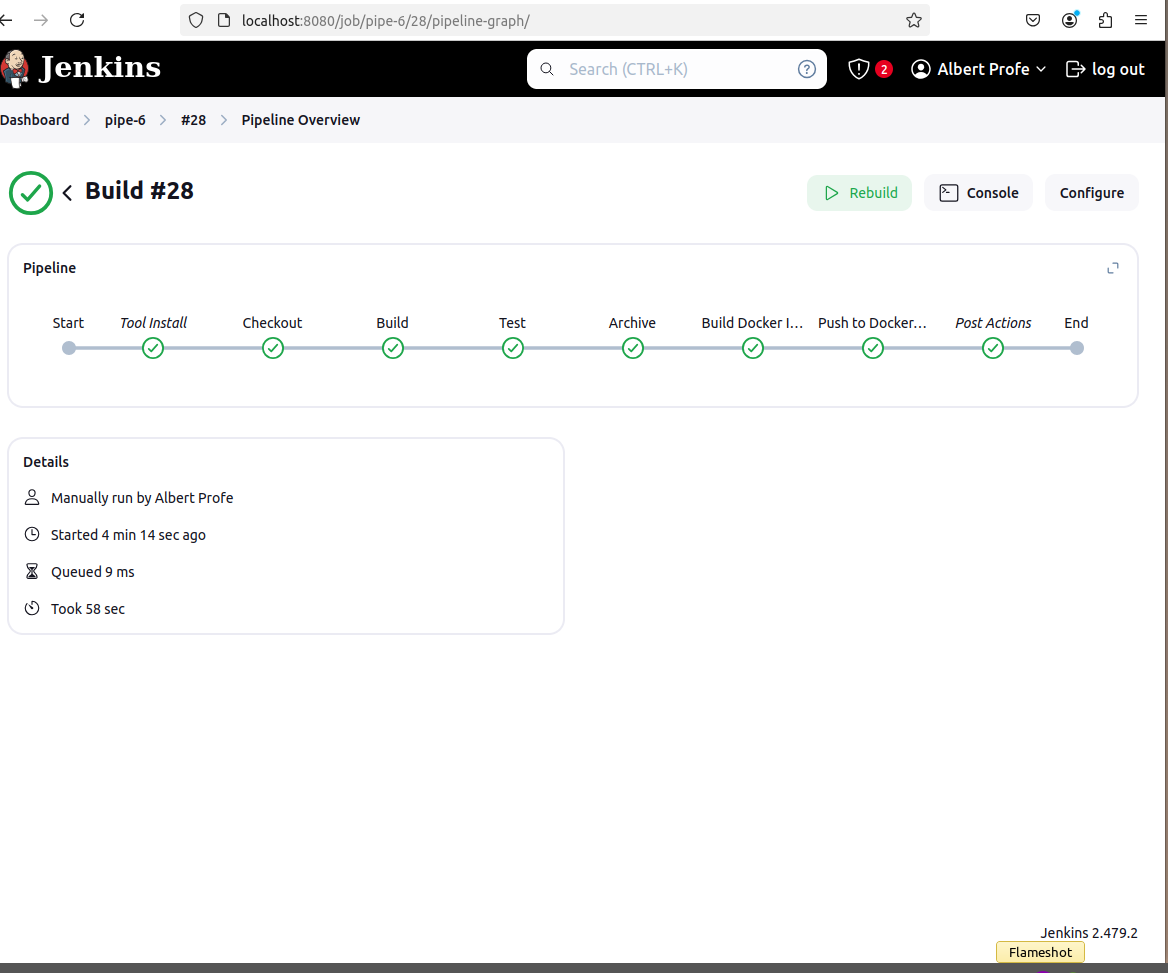 localhost:8080/job/pipe-6/28/pipeline-graph/
Jenkins
Search (CTRL+K)
?
2
Albert Profe
log out
Dashboard > pipe-6 > #28 > Pipeline Overview
Build #28
Rebuild
Console
Configure
Pipeline
Start Tool Install Checkout Build Test Archive Build Docker I... Push to Docker... Post Actions End
Details
Manually run by Albert Profe
Started 4 min 14 sec ago
Queued 9 ms
Took 58 sec
Jenkins 2.479.2
Flameshot